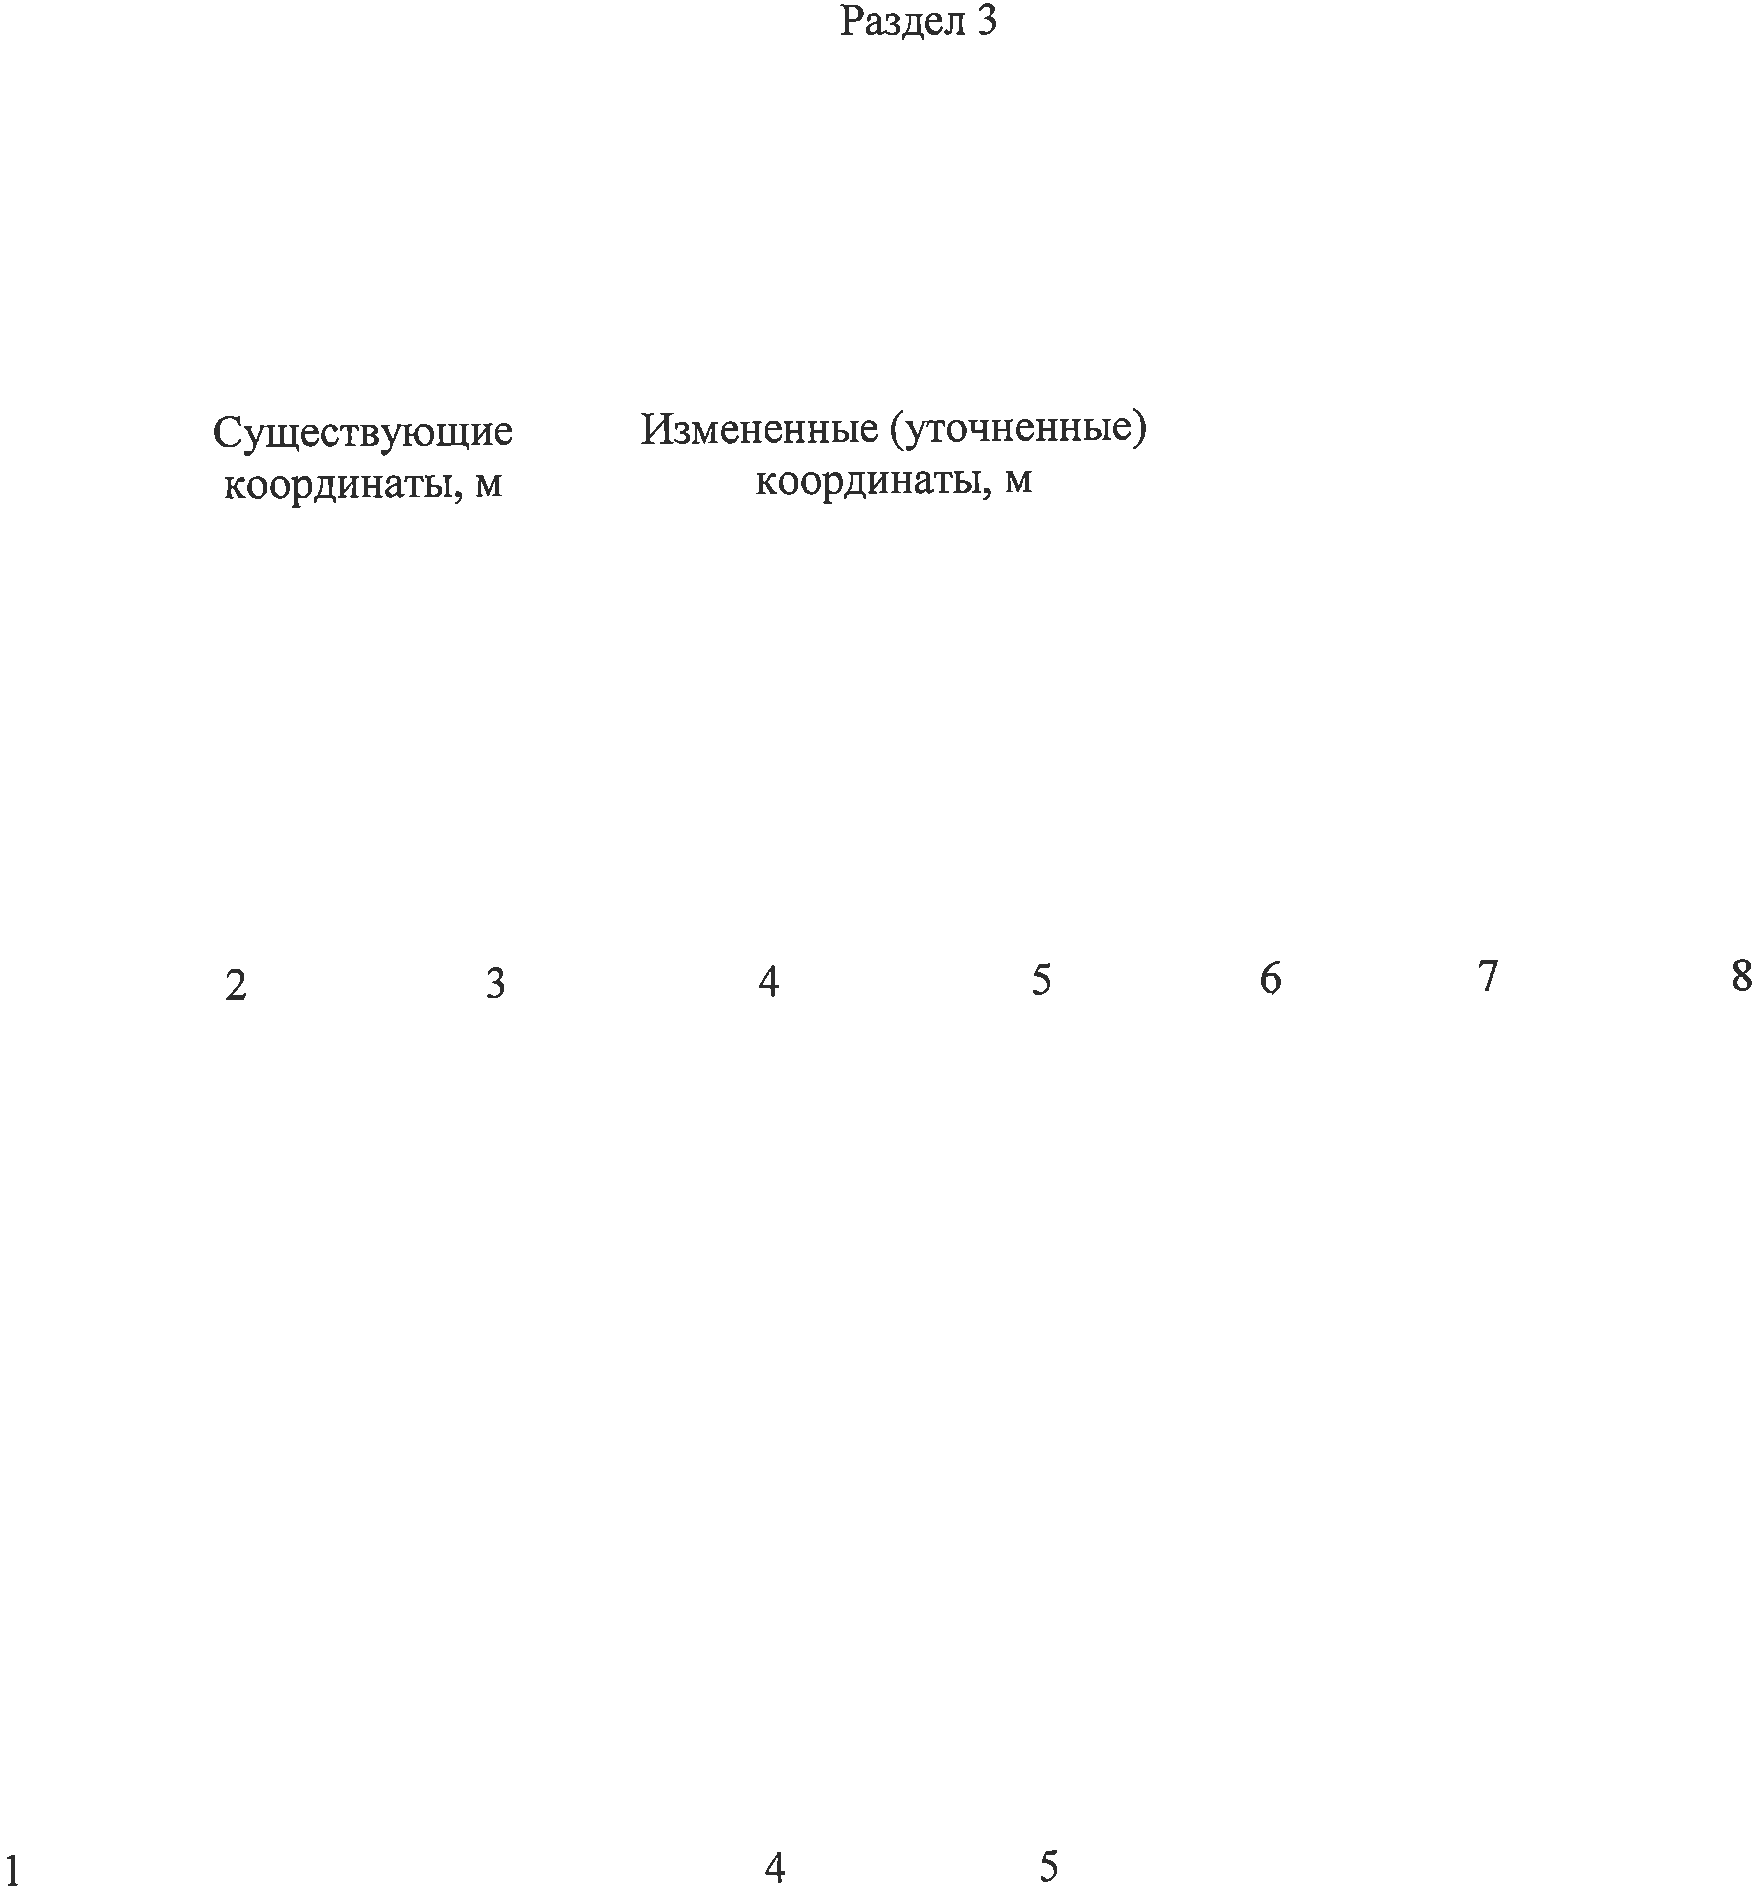 Раздел 3
Существующие
координаты, м
Измененные (уточненные)
координаты, м
2 3 4 5 6 7 8
1 4 5